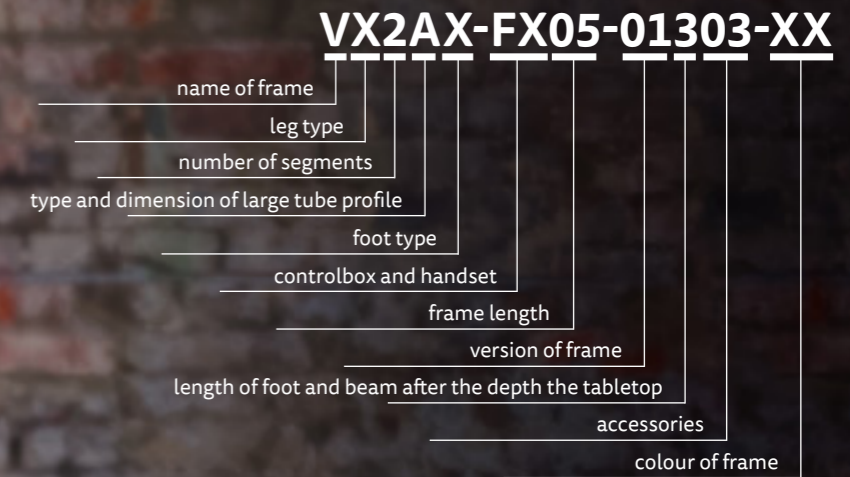 VX2AX-FX05-01303-XX
name of frame
leg type
number of segments
type and dimension of large tube profile
foot type
controlbox and handset
frame length
version of frame
length of foot and beam after the depth the tabletop
accessories
colour of frame